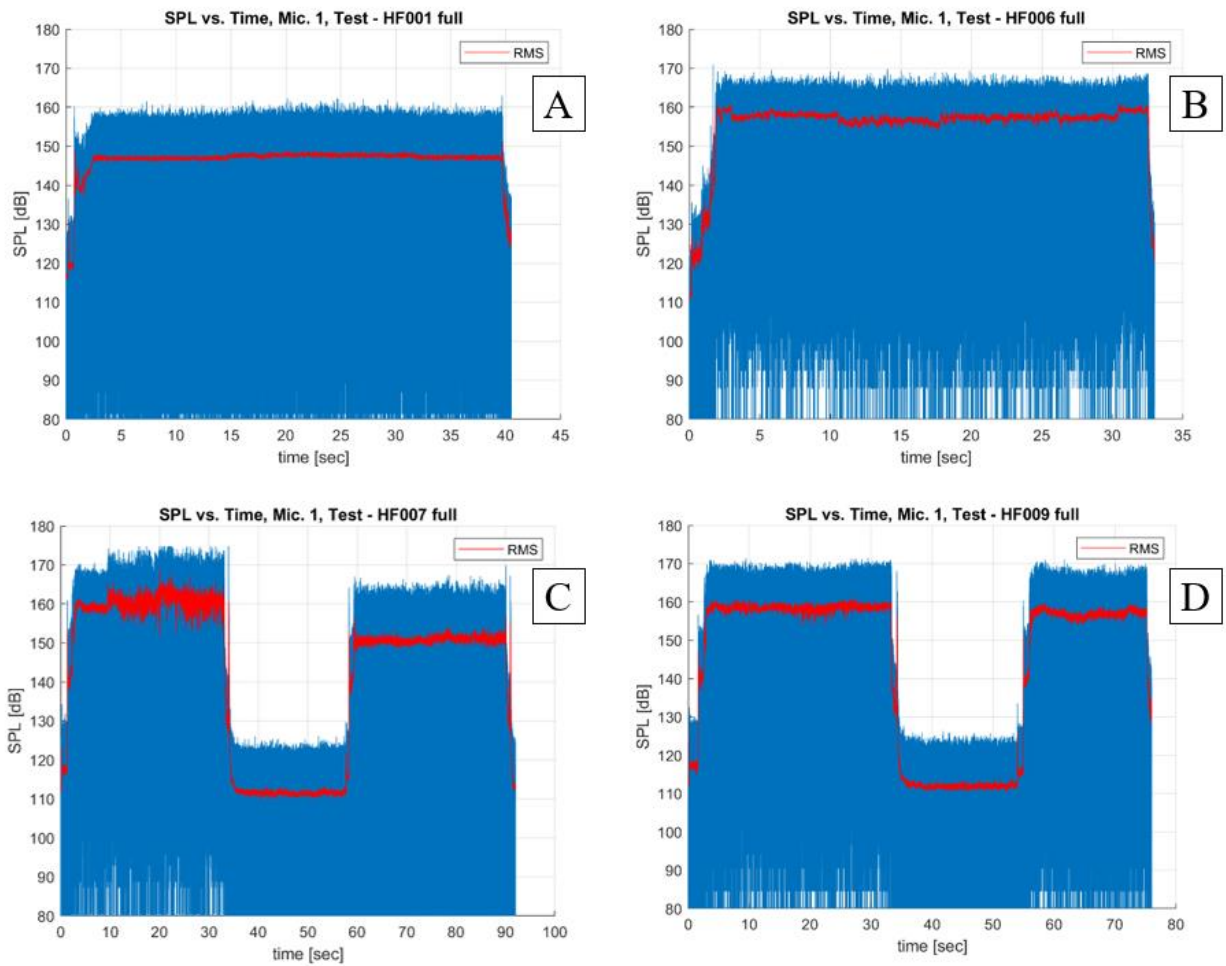 SPL vs. Time, Mic. 1, Test - HF001 full
RMS
A
SPL [dB]
180
170
160
150
140
130
120
110
100
90
80
0 5 10 15 20 25 30 35 40 45
time [sec]
SPL vs. Time, Mic. 1, Test - HF006 full
RMS
B
SPL [dB]
180
170
160
150
140
130
120
110
100
90
80
0 5 10 15 20 25 30 35
time [sec]
SPL vs. Time, Mic. 1, Test - HF007 full
RMS
C
SPL [dB]
180
170
160
150
140
130
120
110
100
90
80
0 10 20 30 40 50 60 70 80 90 100
time [sec]
SPL vs. Time, Mic. 1, Test - HF009 full
RMS
D
SPL [dB]
180
170
160
150
140
130
120
110
100
90
80
0 10 20 30 40 50 60 70 80
time [sec]